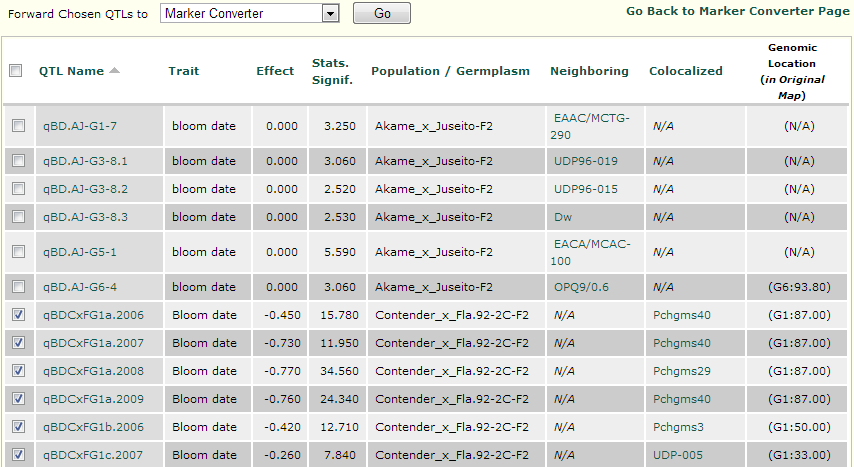 Forward Chosen QTLs to Marker Converter Go Go Back to Marker Converter Page
QTL Name Trait Effect Stats. Signif. Population / Germplasm Neighboring Colocalized Genomic Location (in Original Map)
qBD.AJ-G1-7 bloom date 0.000 3.250 Akame_x_Juseito-F2 EAAC/MCTG-290 N/A (N/A)
qBD.AJ-G3-8.1 bloom date 0.000 3.060 Akame_x_Juseito-F2 UDP96-019 N/A (N/A)
qBD.AJ-G3-8.2 bloom date 0.000 2.520 Akame_x_Juseito-F2 UDP96-015 N/A (N/A)
qBD.AJ-G3-8.3 bloom date 0.000 2.530 Akame_x_Juseito-F2 Dw N/A (N/A)
qBD.AJ-G5-1 bloom date 0.000 5.590 Akame_x_Juseito-F2 EACA/MCAC-100 N/A (N/A)
qBD.AJ-G6-4 bloom date 0.000 3.060 Akame_x_Juseito-F2 OPQ9/0.6 N/A (G6:93.80)
qBDCxFG1a.2006 Bloom date -0.450 15.780 Contender_x_Fla.92-2C-F2 N/A Pchgms40 (G1:87.00)
qBDCxFG1a.2007 Bloom date -0.730 11.950 Contender_x_Fla.92-2C-F2 N/A Pchgms40 (G1:87.00)
qBDCxFG1a.2008 Bloom date -0.770 34.560 Contender_x_Fla.92-2C-F2 N/A Pchgms29 (G1:87.00)
qBDCxFG1a.2009 Bloom date -0.760 24.340 Contender_x_Fla.92-2C-F2 N/A Pchgms40 (G1:87.00)
qBDCxFG1b.2006 Bloom date -0.420 12.710 Contender_x_Fla.92-2C-F2 N/A Pchgms3 (G1:50.00)
qBDCxFG1c.2007 Bloom date -0.260 7.840 Contender_x_Fla.92-2C-F2 N/A UDP-005 (G1:33.00)